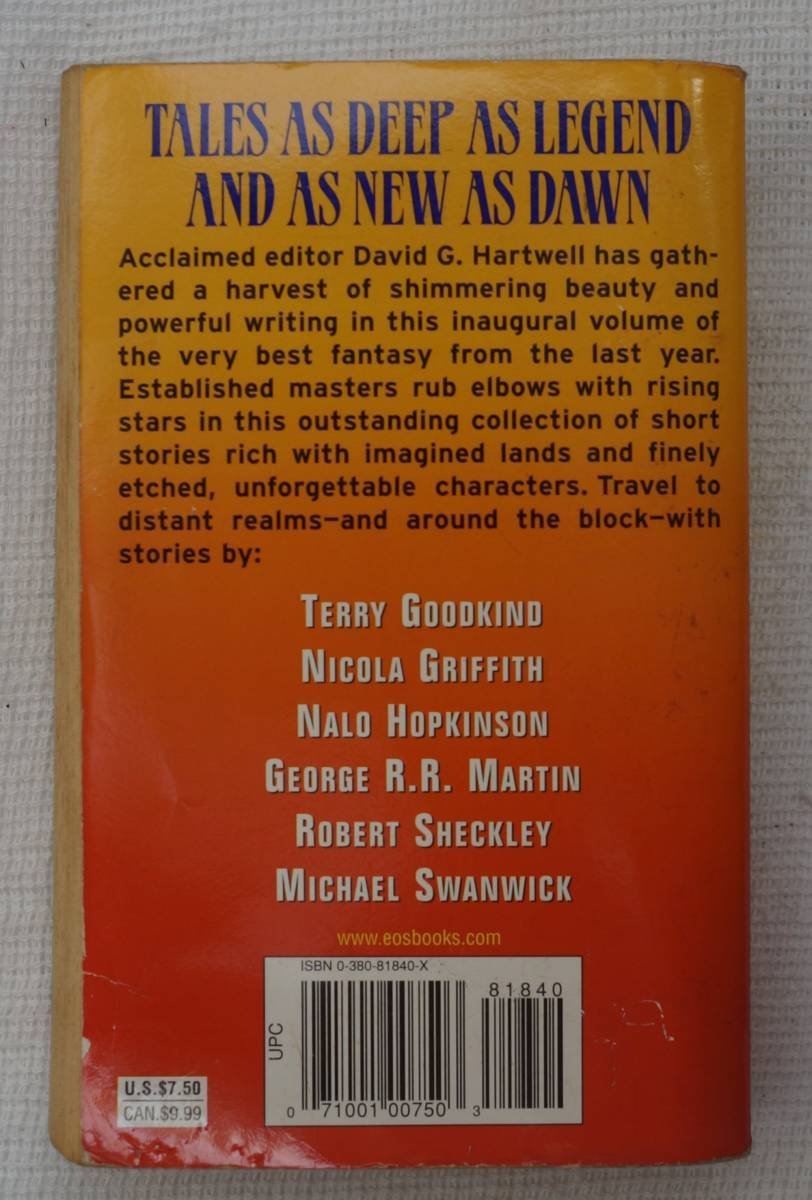 TALES AS DEEP AS LEGEND
AND AS NEW AS DAWN
Acclaimed editor David G. Hartwell has gath-
ered a harvest of shimmering beauty and
powerful writing in this inaugural volume of
the very best fantasy from the last year.
Established masters rub elbows with rising
stars in this outstanding collection of short
stories rich with imagined lands and finely
etched, unforgettable characters. Travel to
distant realms—and around the block—with
stories by:
TERRY GOODKIND
NICOLA GRIFFITH
NALO HOPKINSON
GEORGE R.R. MARTIN
ROBERT SHECKLEY
MICHAEL SWANWICK
www.eosbooks.com
ISBN 0-380-81840-X
81840
UPC
0 71001 00750 3
U.S.$7.50
CAN.$9.99